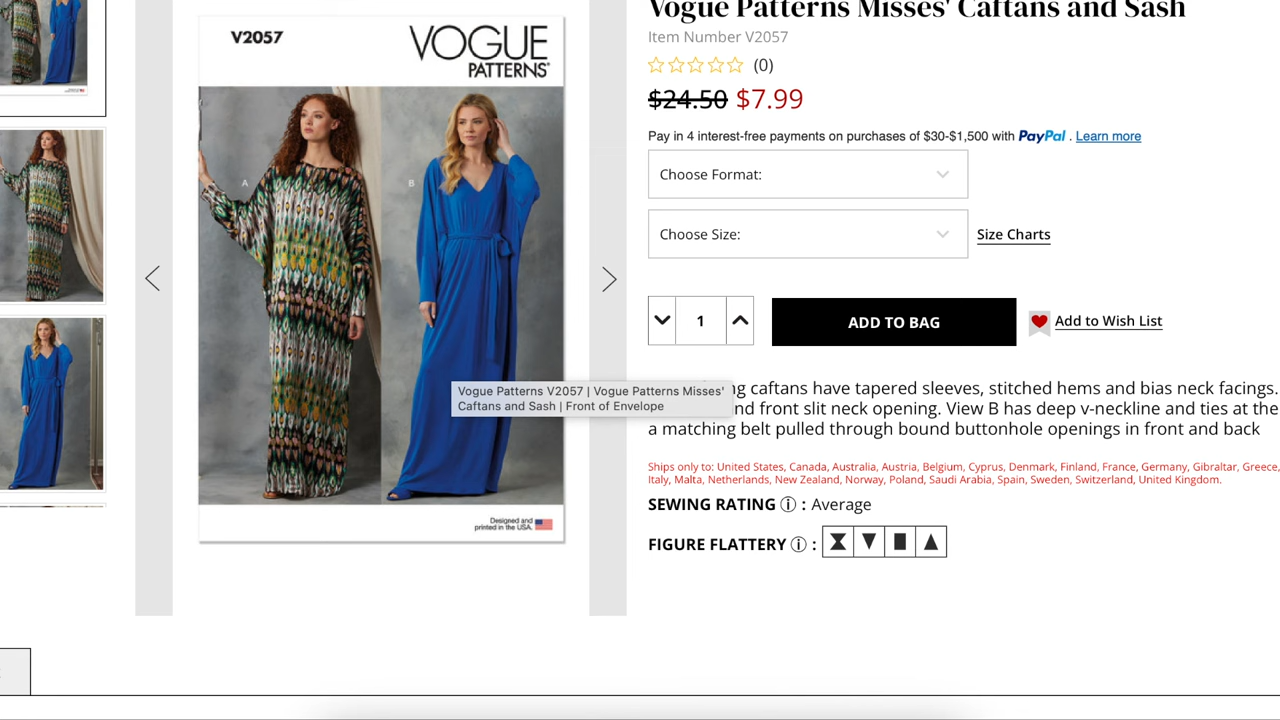 Vogue Patterns Misses' Caftans and Sash
Item Number V2057
(0)
$24.50 $7.99
Pay in 4 interest-free payments on purchases of $30-$1,500 with PayPal . Learn more
Choose Format:
Choose Size:
Size Charts
1
ADD TO BAG
Add to Wish List
ng caftans have tapered sleeves, stitched hems and bias neck facings.
nd front slit neck opening. View B has deep v-neckline and ties at the
a matching belt pulled through bound buttonhole openings in front and back
Ships only to: United States, Canada, Australia, Austria, Belgium, Cyprus, Denmark, Finland, France, Germany, Gibraltar, Greece,
Italy, Malta, Netherlands, New Zealand, Norway, Poland, Saudi Arabia, Spain, Sweden, Switzerland, United Kingdom.
SEWING RATING i : Average
FIGURE FLATTERY i :
V2057
VOGUE
PATTERNS
A
B
Vogue Patterns V2057 | Vogue Patterns Misses'
Caftans and Sash | Front of Envelope
Designed and
printed in the USA.